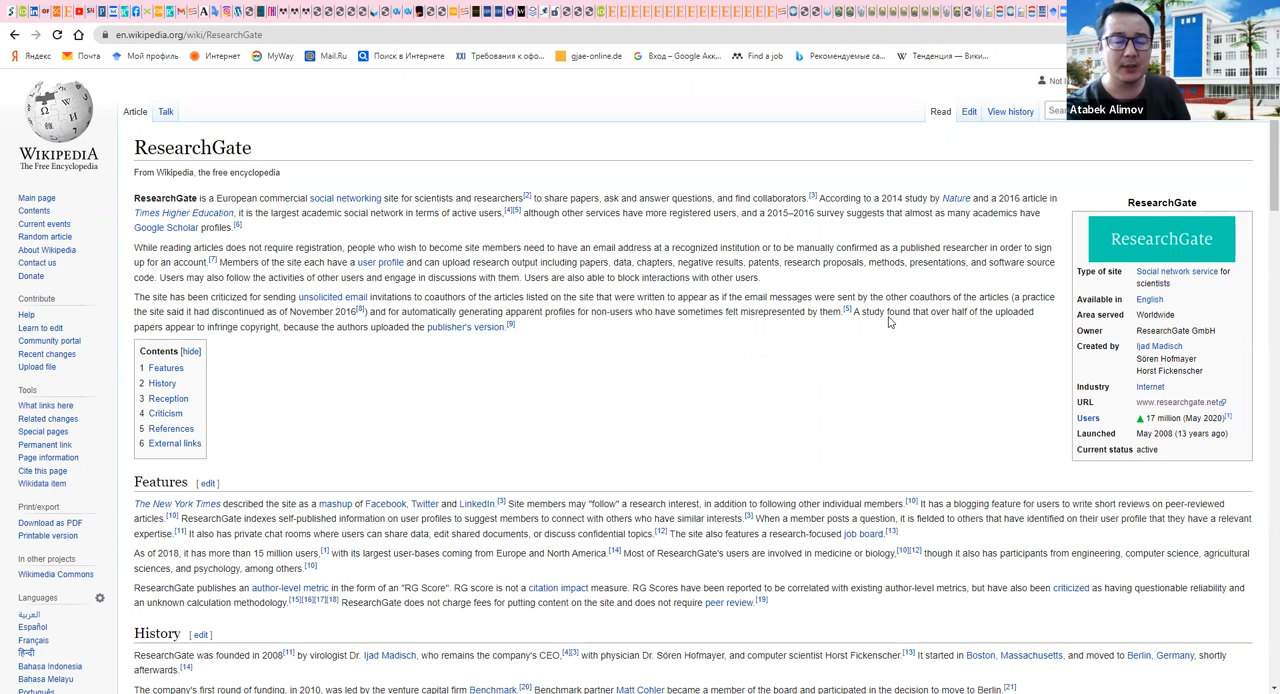 en.wikipedia.org/wiki/ResearchGate
Яндекс
Почта
Мой профиль
Интернет
MyWay
Mail.Ru
Поиск в Интернете
Требования к офо...
gjae-online.de
Вход – Google Акк...
Find a job
Рекомендуемые са...
Тенденция — Вики...
Atabek Alimov
WIKIPEDIA
The Free Encyclopedia
Not
Article
Talk
Read
Edit
View history
Sea
Main page
Contents
Current events
Random article
About Wikipedia
Contact us
Donate
Contribute
Help
Learn to edit
Community portal
Recent changes
Upload file
Tools
What links here
Related changes
Special pages
Permanent link
Page information
Cite this page
Wikidata item
Print/export
Download as PDF
Printable version
In other projects
Wikimedia Commons
Languages
العربية
Español
Français
हिन्दी
Bahasa Indonesia
Bahasa Melayu
Português
ResearchGate
From Wikipedia, the free encyclopedia
ResearchGate is a European commercial social networking site for scientists and researchers[2] to share papers, ask and answer questions, and find collaborators.[3] According to a 2014 study by Nature and a 2016 article in
Times Higher Education, it is the largest academic social network in terms of active users,[4][5] although other services have more registered users, and a 2015–2016 survey suggests that almost as many academics have
Google Scholar profiles.[6]
While reading articles does not require registration, people who wish to become site members need to have an email address at a recognized institution or to be manually confirmed as a published researcher in order to sign
up for an account.[7] Members of the site each have a user profile and can upload research output including papers, data, chapters, negative results, patents, research proposals, methods, presentations, and software source
code. Users may also follow the activities of other users and engage in discussions with them. Users are also able to block interactions with other users.
The site has been criticized for sending unsolicited email invitations to coauthors of the articles listed on the site that were written to appear as if the email messages were sent by the other coauthors of the articles (a practice
the site said it had discontinued as of November 2016[8]) and for automatically generating apparent profiles for non-users who have sometimes felt misrepresented by them.[5] A study found that over half of the uploaded
papers appear to infringe copyright, because the authors uploaded the publisher's version.[9]
Contents [hide]
1 Features
2 History
3 Reception
4 Criticism
5 References
6 External links
ResearchGate
ResearchGate
Type of site Social network service for
scientists
Available in English
Area served Worldwide
Owner ResearchGate GmbH
Created by Ijad Madisch
Sören Hofmayer
Horst Fickenscher
Industry Internet
URL www.researchgate.net
Users 17 million (May 2020)[1]
Launched May 2008 (13 years ago)
Current status active
Features [ edit ]
The New York Times described the site as a mashup of Facebook, Twitter and LinkedIn.[3] Site members may "follow" a research interest, in addition to following other individual members.[10] It has a blogging feature for users to write short reviews on peer-reviewed
articles.[10] ResearchGate indexes self-published information on user profiles to suggest members to connect with others who have similar interests.[3] When a member posts a question, it is fielded to others that have identified on their user profile that they have a relevant
expertise.[11] It also has private chat rooms where users can share data, edit shared documents, or discuss confidential topics.[12] The site also features a research-focused job board.[13]
As of 2018, it has more than 15 million users,[1] with its largest user-bases coming from Europe and North America.[14] Most of ResearchGate's users are involved in medicine or biology,[10][12] though it also has participants from engineering, computer science, agricultural
sciences, and psychology, among others.[10]
ResearchGate publishes an author-level metric in the form of an "RG Score". RG score is not a citation impact measure. RG Scores have been reported to be correlated with existing author-level metrics, but have also been criticized as having questionable reliability and
an unknown calculation methodology.[15][16][17][18] ResearchGate does not charge fees for putting content on the site and does not require peer review.[19]
History [ edit ]
ResearchGate was founded in 2008[11] by virologist Dr. Ijad Madisch, who remains the company's CEO,[4][3] with physician Dr. Sören Hofmayer, and computer scientist Horst Fickenscher.[13] It started in Boston, Massachusetts, and moved to Berlin, Germany, shortly
afterwards.[14]
The company's first round of funding, in 2010, was led by the venture capital firm Benchmark.[20] Benchmark partner Matt Cohler became a member of the board and participated in the decision to move to Berlin.[21]